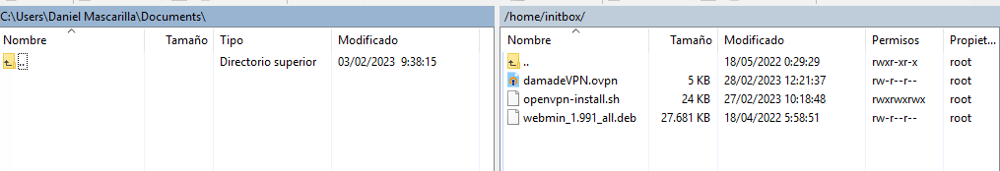 C:\Users\Daniel Mascarilla\Documents\
Nombre Tamaño Tipo Modificado
.. Directorio superior 03/02/2023 9:38:15
/home/initbox/
Nombre Tamaño Modificado Permisos Propiet...
.. 18/05/2022 0:29:29 rwxr-xr-x root
damadeVPN.ovpn 5 KB 28/02/2023 12:21:37 rw-r--r-- root
openvpn-install.sh 24 KB 27/02/2023 10:18:48 rwxrwxrwx root
webmin_1.991_all.deb 27.681 KB 18/04/2022 5:58:51 rw-r--r-- root